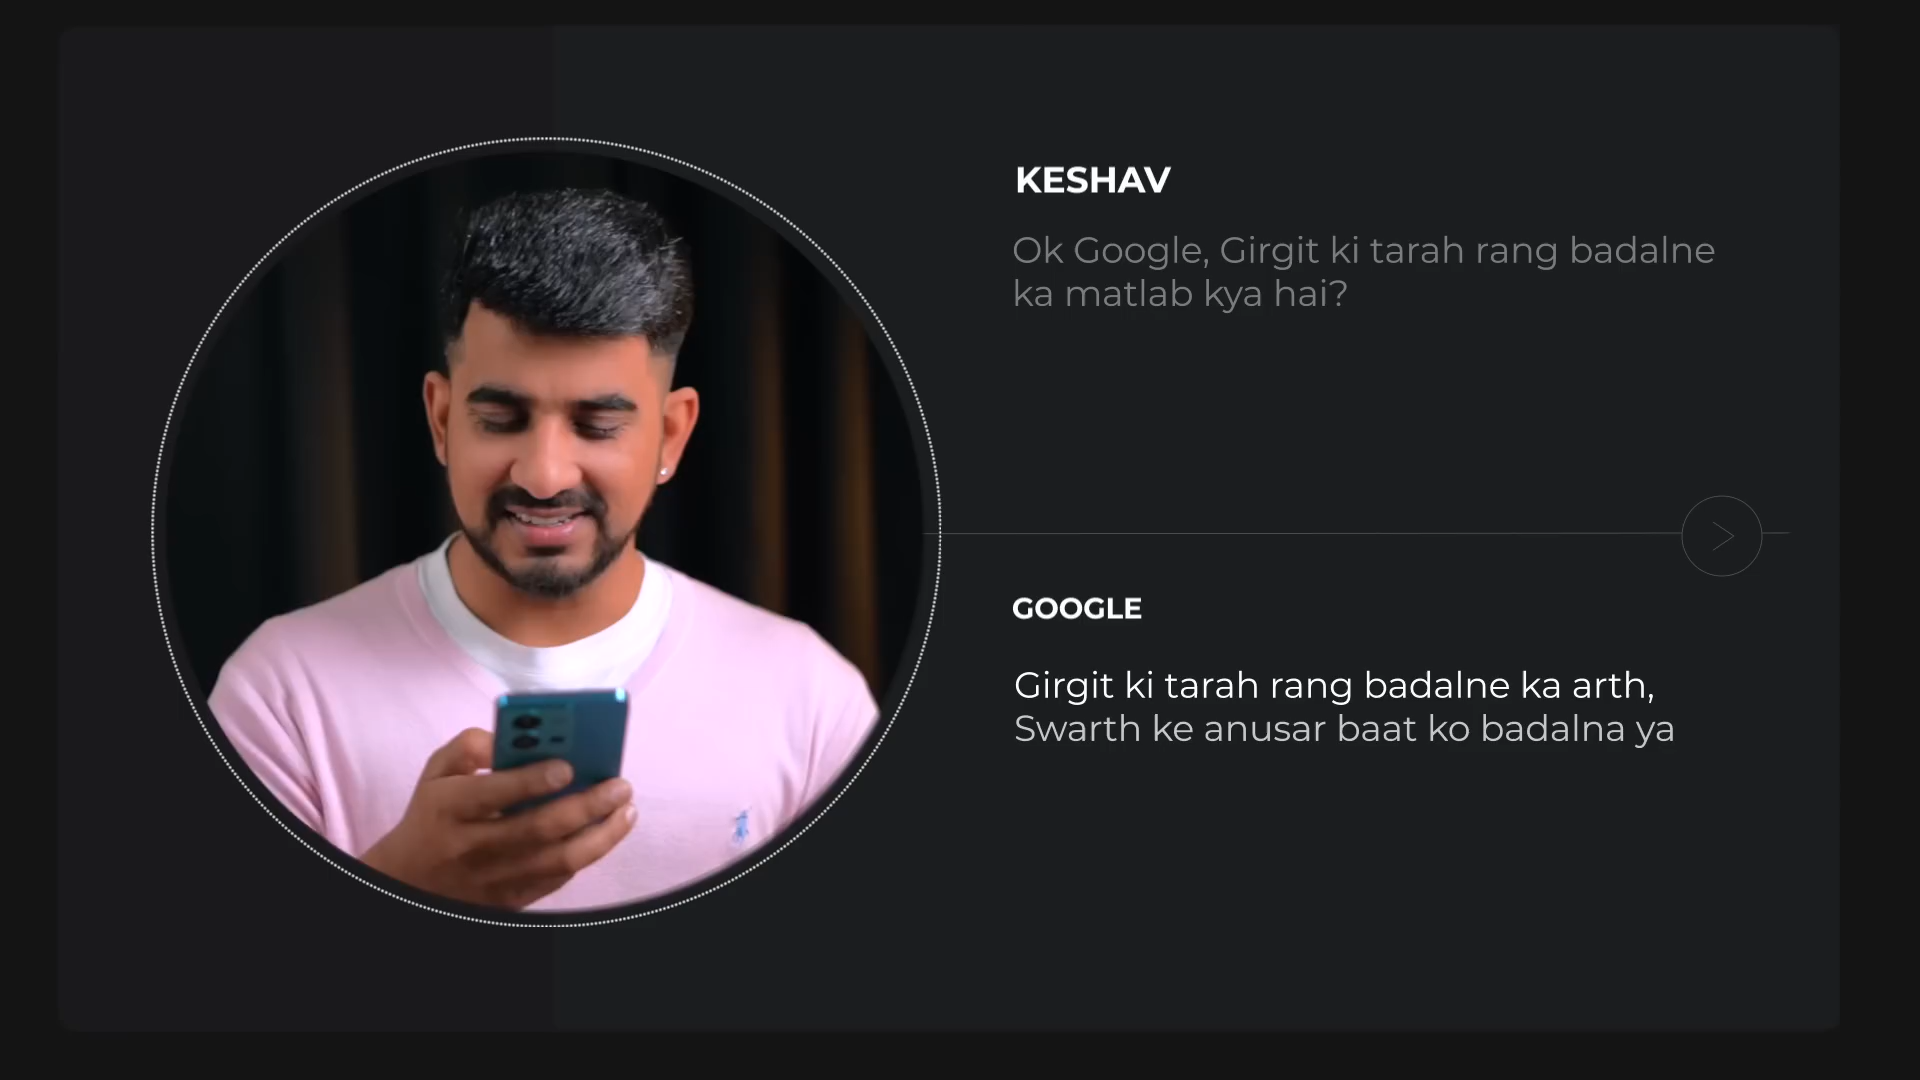 KESHAV
Ok Google, Girgit ki tarah rang badalne
ka matlab kya hai?
GOOGLE
Girgit ki tarah rang badalne ka arth,
Swarth ke anusar baat ko badalna ya